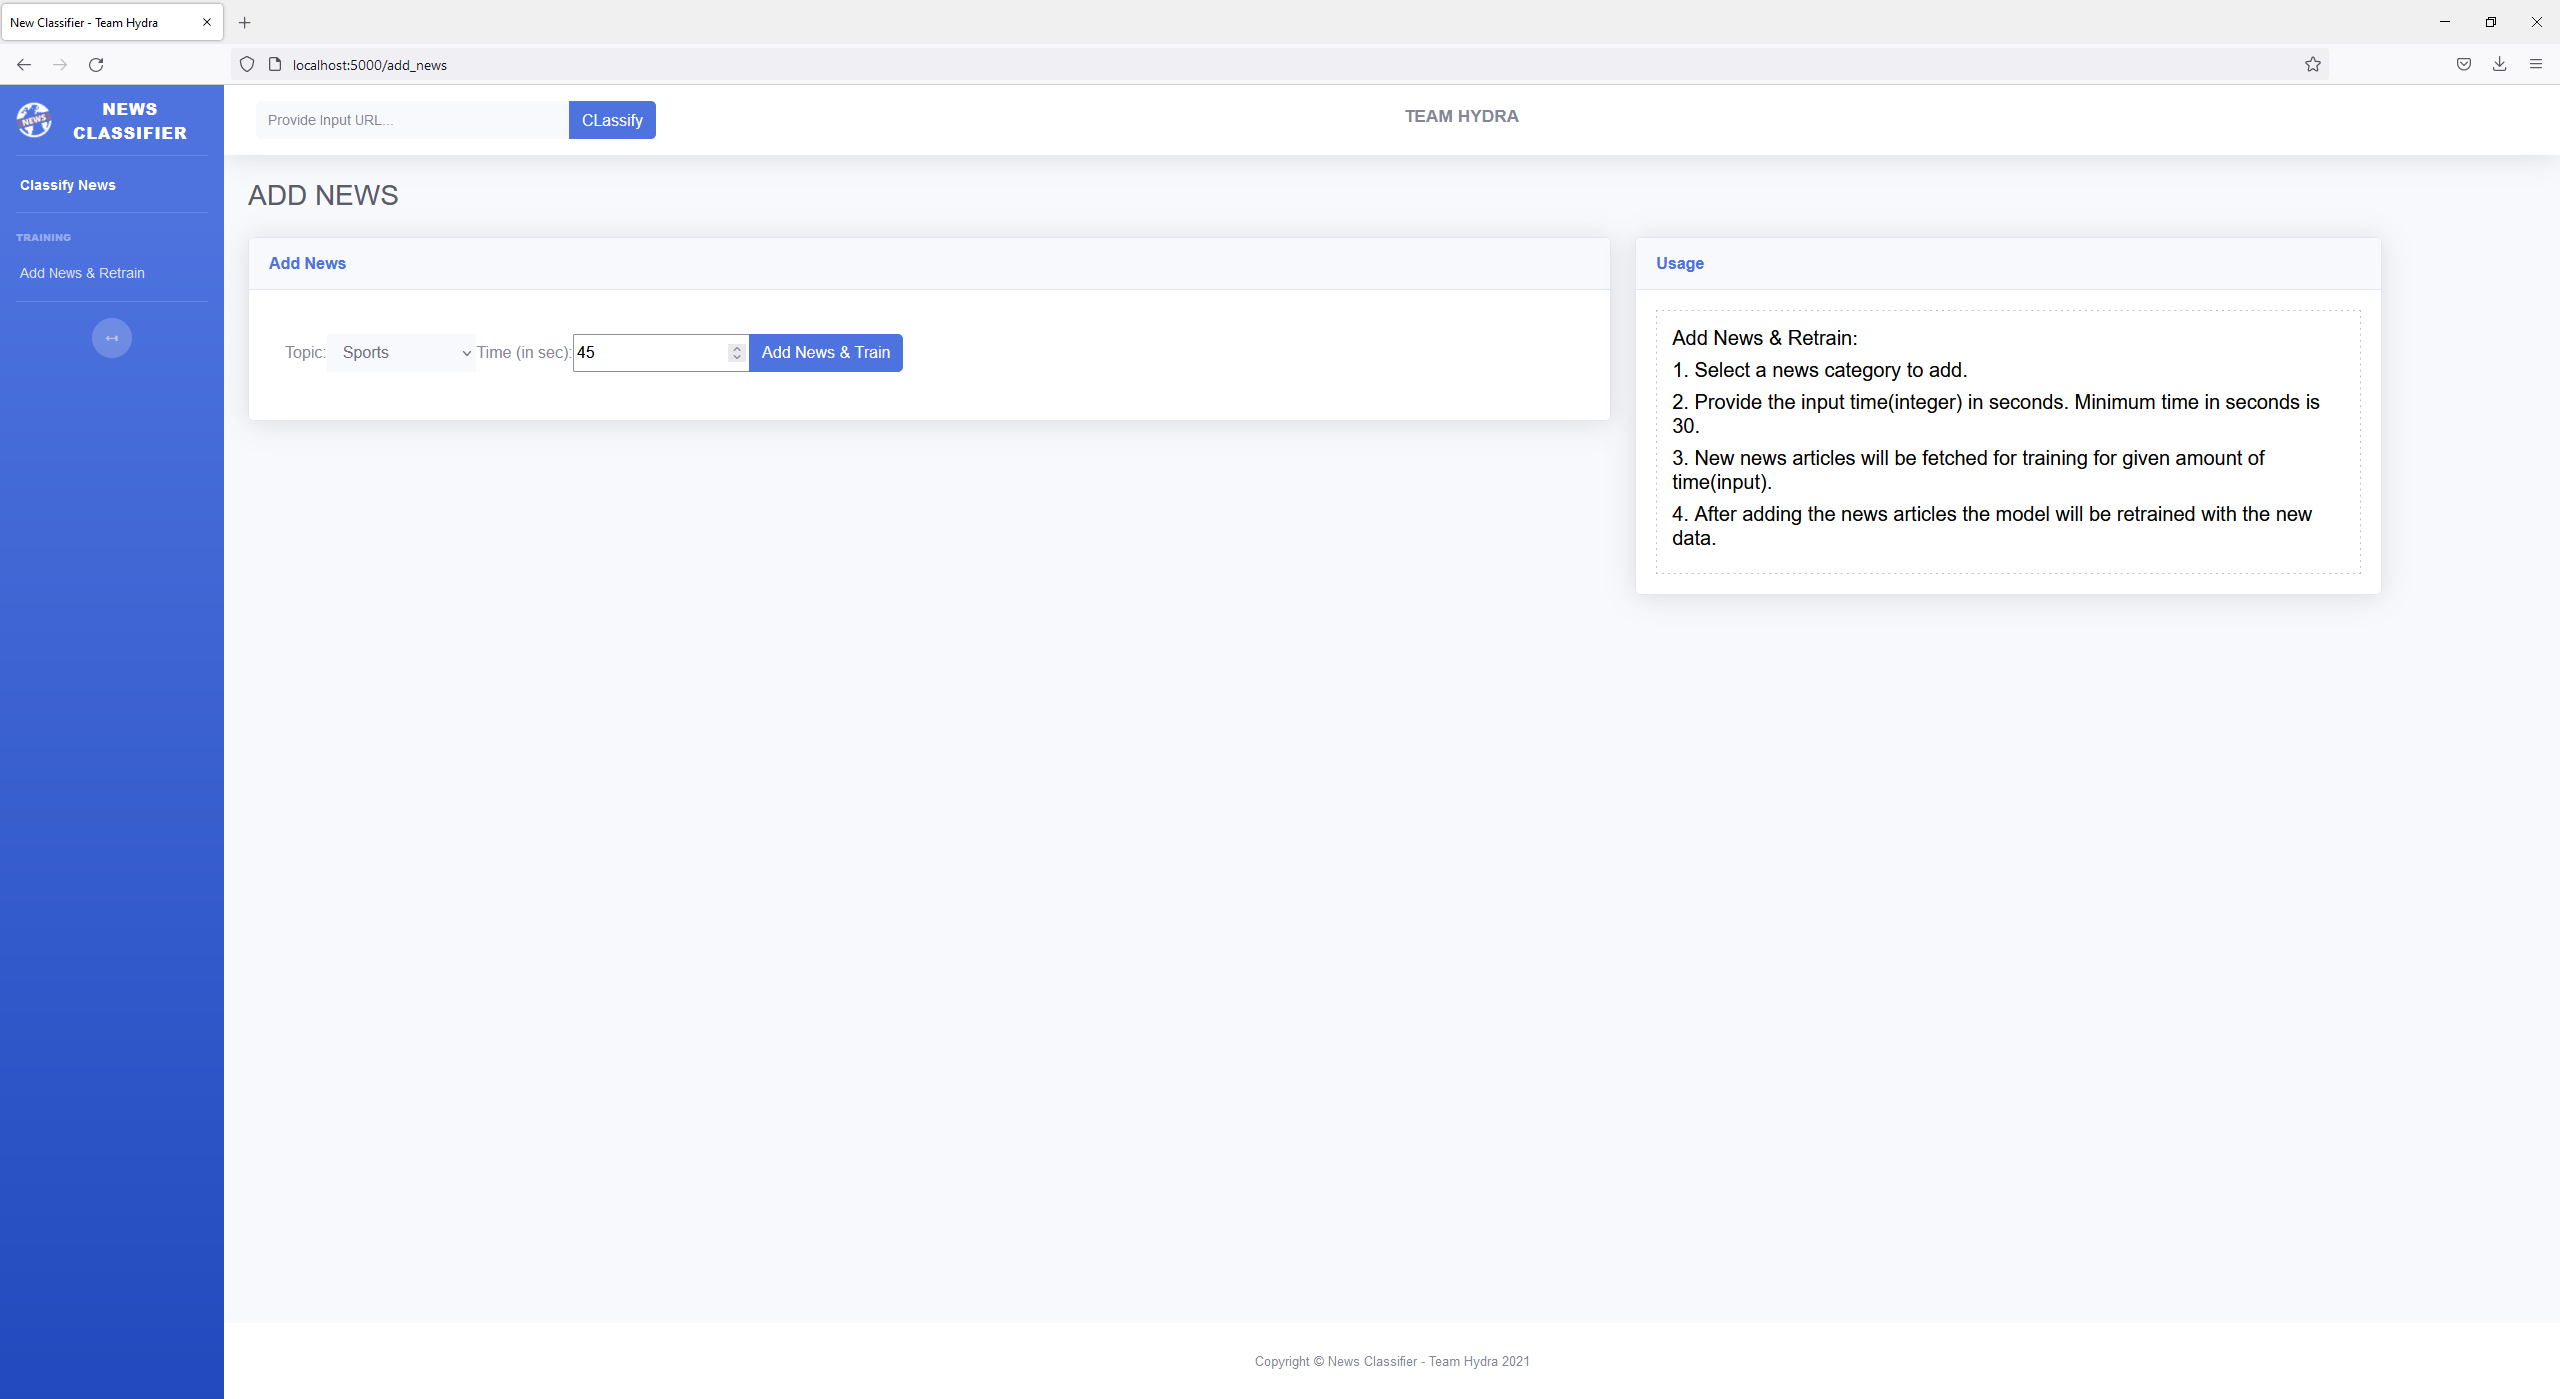 New Classifier - Team Hydra
localhost:5000/add_news
NEWS
NEWS
CLASSIFIER
Classify News
TRAINING
Add News & Retrain
Provide Input URL...
CLassify
TEAM HYDRA
ADD NEWS
Add News
Topic: Sports Time (in sec): 45 Add News & Train
Usage
Add News & Retrain:
1. Select a news category to add.
2. Provide the input time(integer) in seconds. Minimum time in seconds is
30.
3. New news articles will be fetched for training for given amount of
time(input).
4. After adding the news articles the model will be retrained with the new
data.
Copyright © News Classifier - Team Hydra 2021